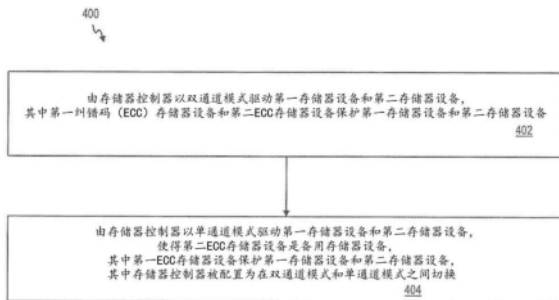 400
由存储器控制器以双通道模式驱动第一存储器设备和第二存储器设备，
其中第一纠错码（ECC）存储器设备和第二ECC存储器设备保护第一存储器设备和第二存储器设备
402
由存储器控制器以单通道模式驱动第一存储器设备和第二存储器设备，
使得第二ECC存储器设备是备用存储器设备，
其中第一ECC存储器设备保护第一存储器设备和第二存储器设备，
其中存储器控制器被配置为在双通道模式和单通道模式之间切换
404